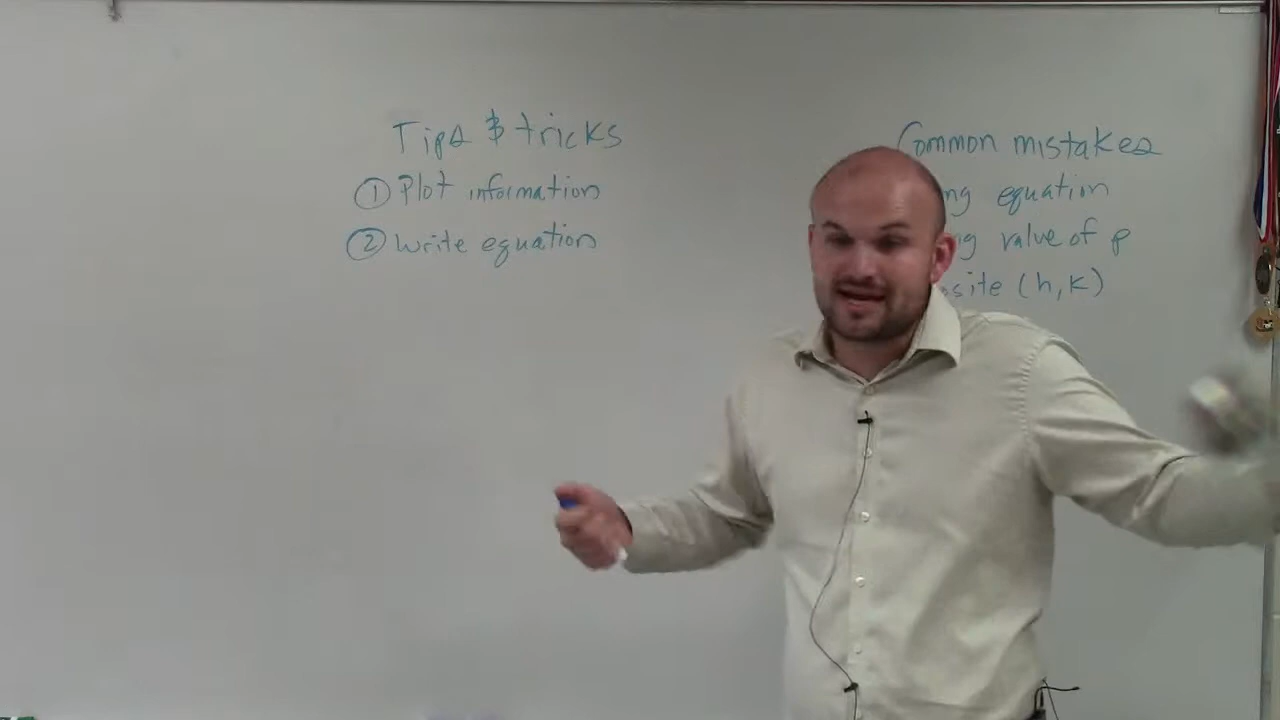 Tips & tricks
① Plot information
② Write equation
Common mistakes
equation
value of p
(h,k)